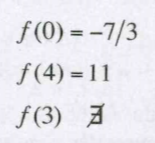 f(0) = –7/3
f(4) = 11
f(3) ∄